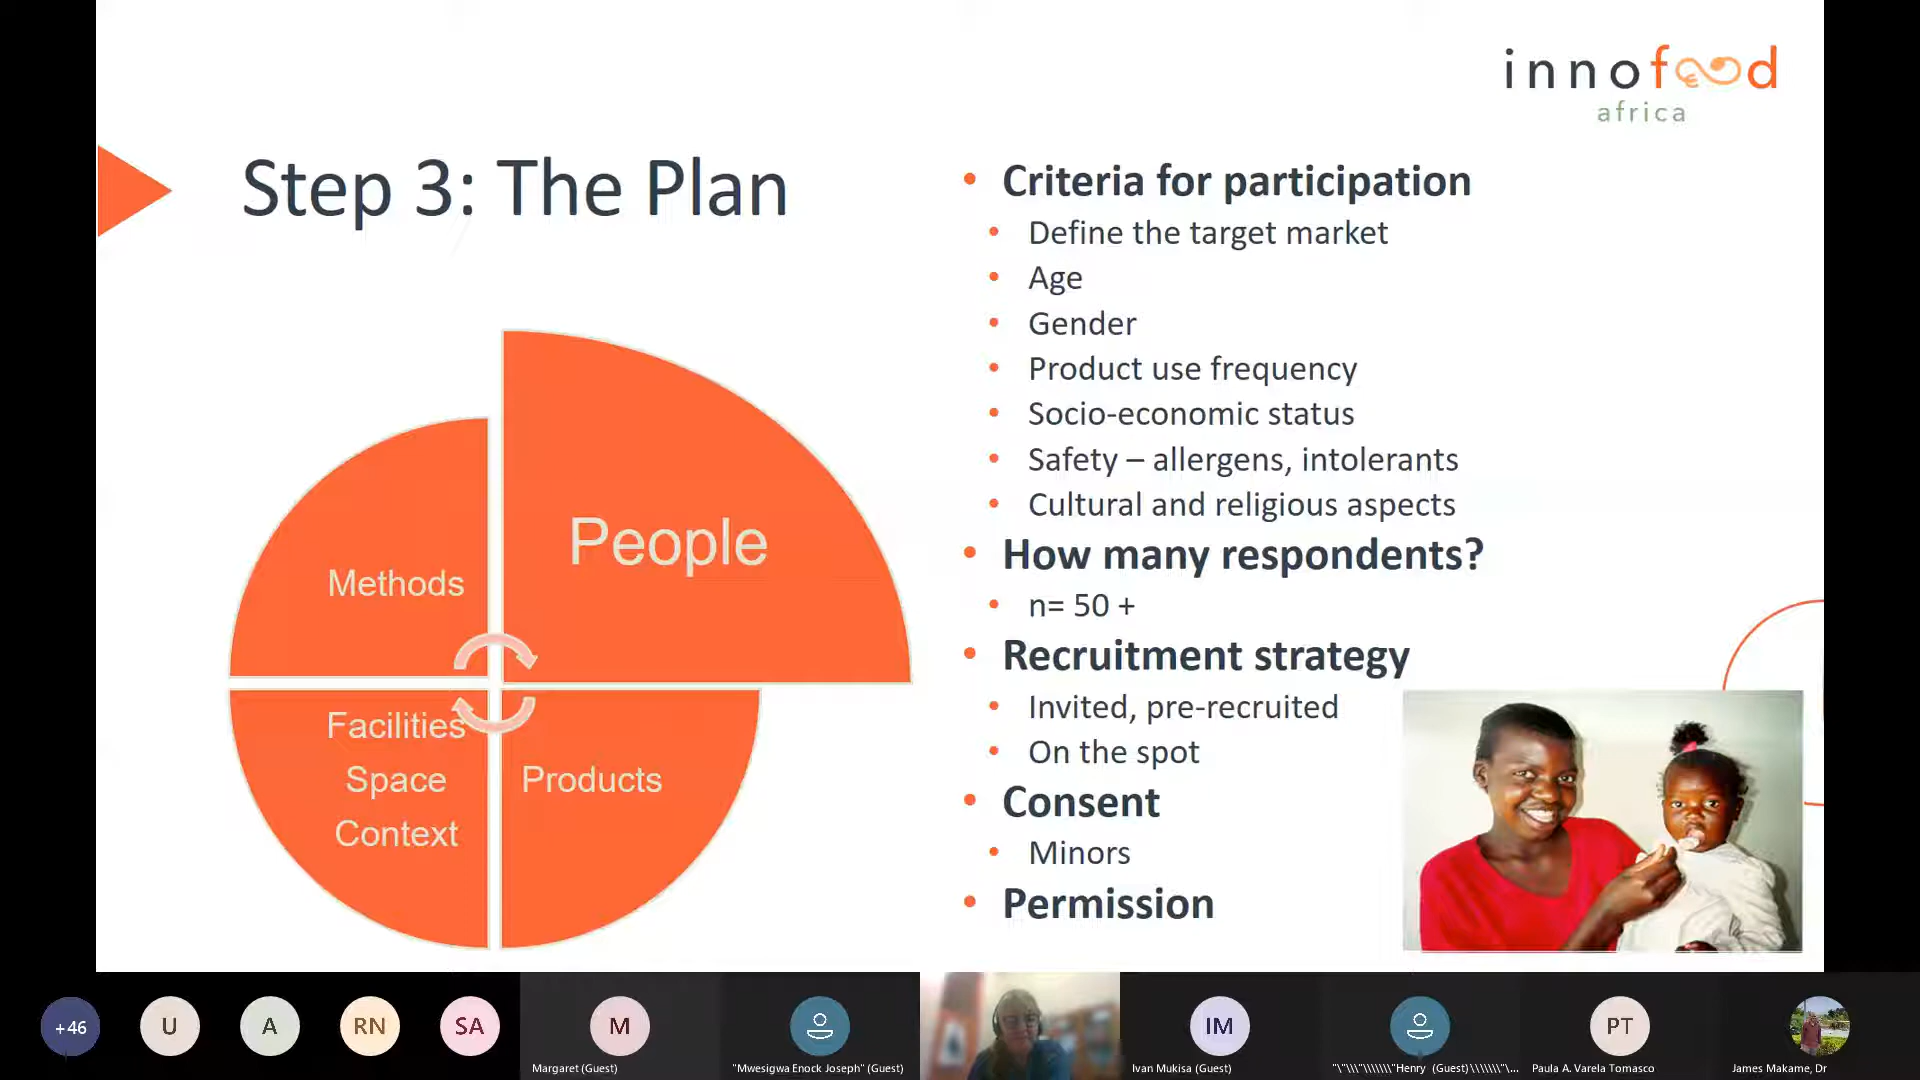 innofood
africa
Step 3: The Plan
Methods
People
Facilities
Space
Context
Products
• Criteria for participation
• Define the target market
• Age
• Gender
• Product use frequency
• Socio-economic status
• Safety – allergens, intolerants
• Cultural and religious aspects
• How many respondents?
• n= 50 +
• Recruitment strategy
• Invited, pre-recruited
• On the spot
• Consent
• Minors
• Permission
+46
U
A
RN
SA
M
IM
PT
Margaret (Guest)
"Mwesigwa Enock Joseph" (Guest)
Ivan Mukisa (Guest)
"\"\\\"\\\\\\\"Henry (Guest)\\\\\\\"\...
Paula A. Varela Tomasco
James Makame, Dr